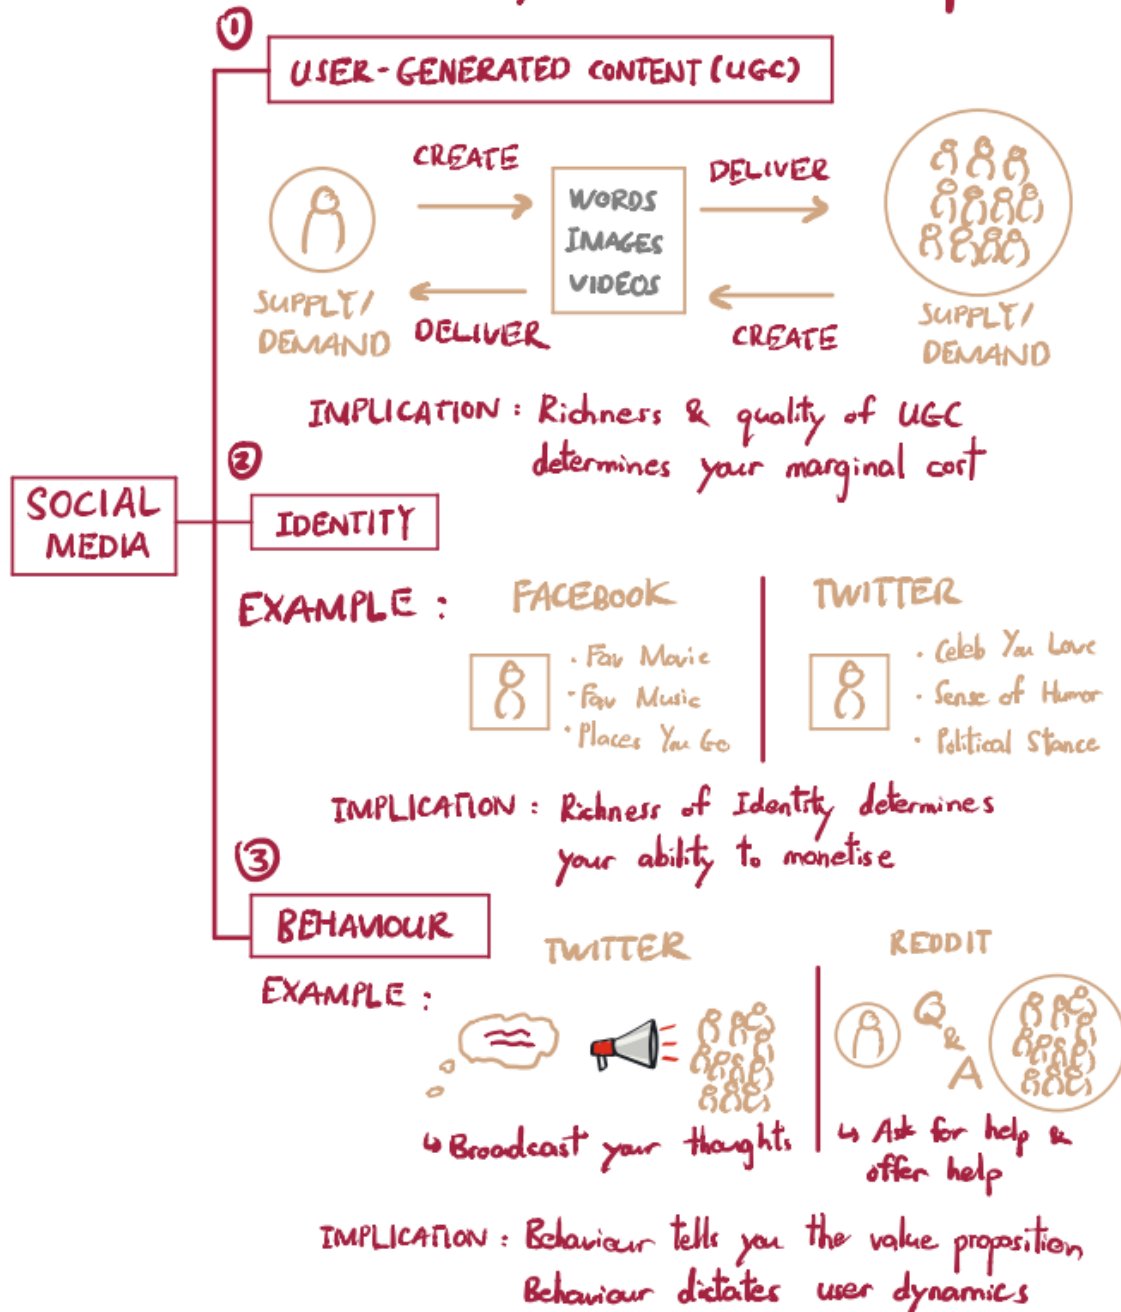 ①
USER-GENERATED CONTENT (UGC)
CREATE
DELIVER
WORDS
IMAGES
VIDEOS
SUPPLY/
DEMAND
DELIVER
CREATE
SUPPLY/
DEMAND
IMPLICATION : Richness & quality of UGC
determines your marginal cost
②
SOCIAL
MEDIA
IDENTITY
EXAMPLE :
FACEBOOK
· Fav Movie
· Fav Music
· Places You Go
TWITTER
· Celeb You Love
· Sense of Humor
· Political Stance
IMPLICATION : Richness of Identity determines
your ability to monetise
③
BEHAVIOUR
EXAMPLE :
TWITTER
↳ Broadcast your thoughts
REDDIT
Q
&
A
↳ Ask for help &
offer help
IMPLICATION : Behaviour tells you the value proposition
Behaviour dictates user dynamics